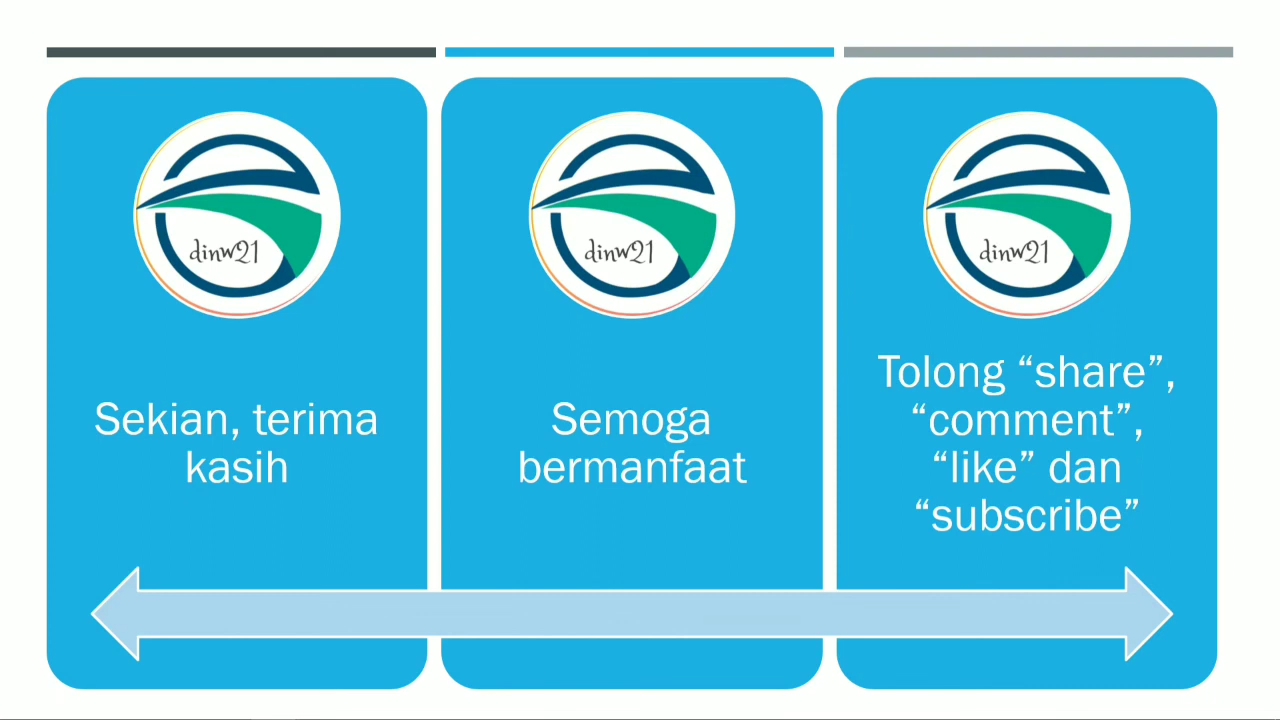 dinw21
Sekian, terima
kasih
dinw21
Semoga
bermanfaat
dinw21
Tolong “share”,
“comment”,
“like” dan
“subscribe”